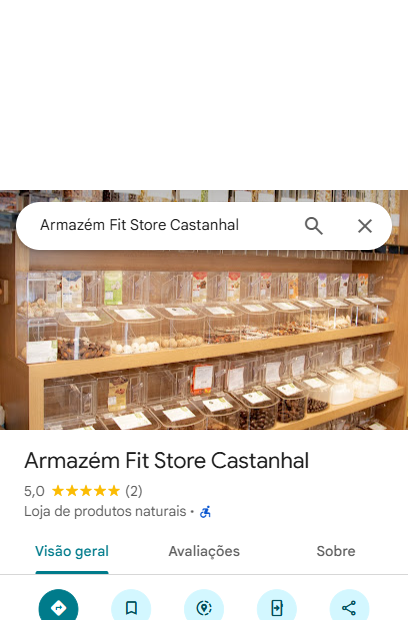 Armazém Fit Store Castanhal
Armazém Fit Store Castanhal
5,0 ★★★★★ (2)
Loja de produtos naturais ·
Visão geral
Avaliações
Sobre